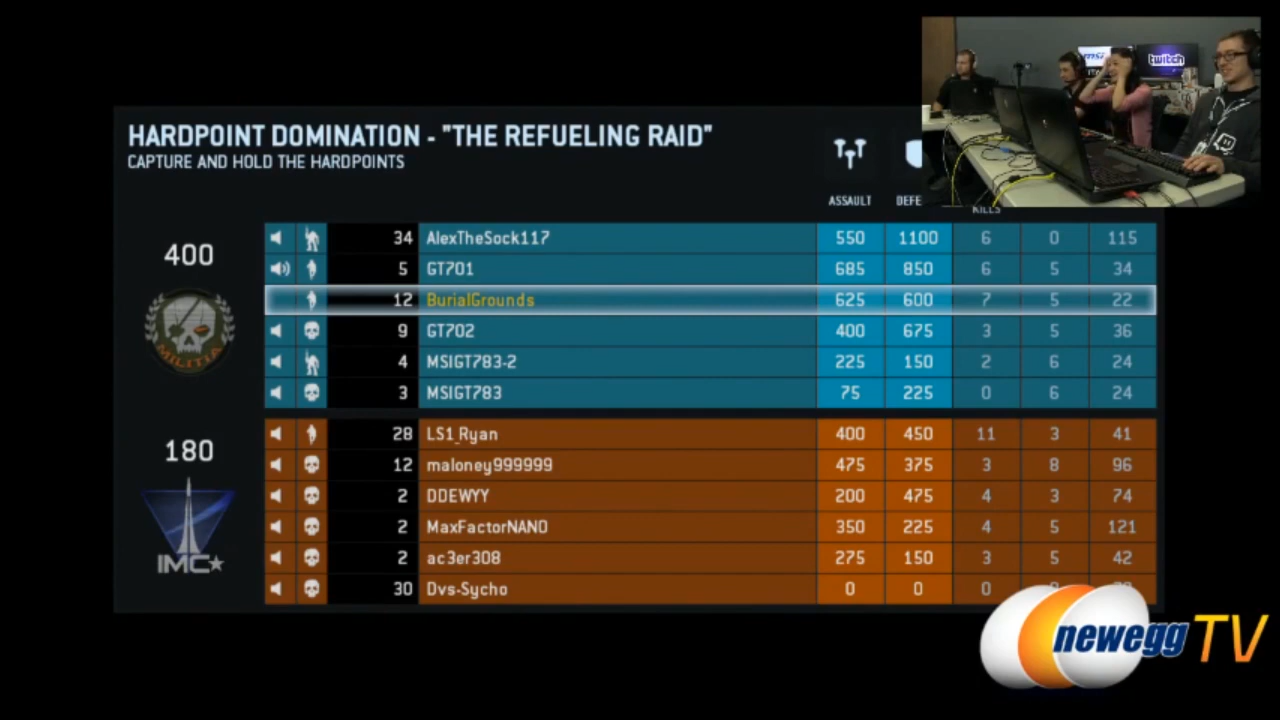 HARDPOINT DOMINATION - "THE REFUELING RAID"
CAPTURE AND HOLD THE HARDPOINTS
ASSAULT DEFE
KILLS
400
MILITIA
34 AlexTheSock117 550 1100 6 0 115
5 GT701 685 850 6 5 34
12 BurialGrounds 625 600 7 5 22
9 GT702 400 675 3 5 36
4 MSIGT783-2 225 150 2 6 24
3 MSIGT783 75 225 0 6 24
180
IMC
28 LS1_Ryan 400 450 11 3 41
12 maloney999999 475 375 3 8 96
2 DDEWYY 200 475 4 3 74
2 MaxFactorNAND 350 225 4 5 121
2 ac3er308 275 150 3 5 42
30 Dvs-Sycho 0 0 0
msi
twitch
newegg TV